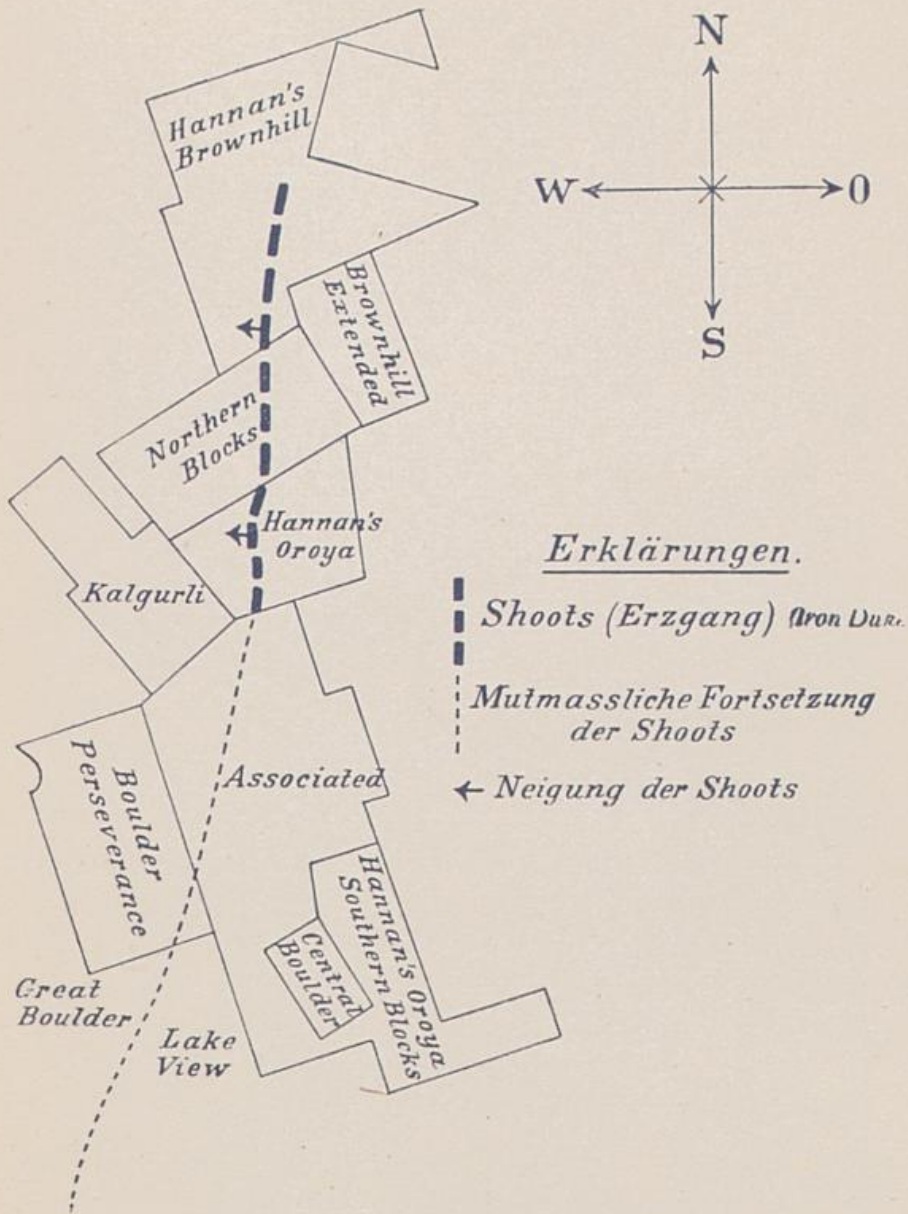 N
W
O
S
Hannan's
Brownhill
Brownhill
Extended
Northern
Blocks
Hannan's
Oroya
Kalgurli
Erklärungen.
Shoots (Erzgang) (Iron
Mutmassliche Fortsetzung
der Shoots
Neigung der Shoots
Boulder
Perseverance
Associated
Hannan's Oroya
Southern Blocks
Central
Boulder
Great
Boulder
Lake
View